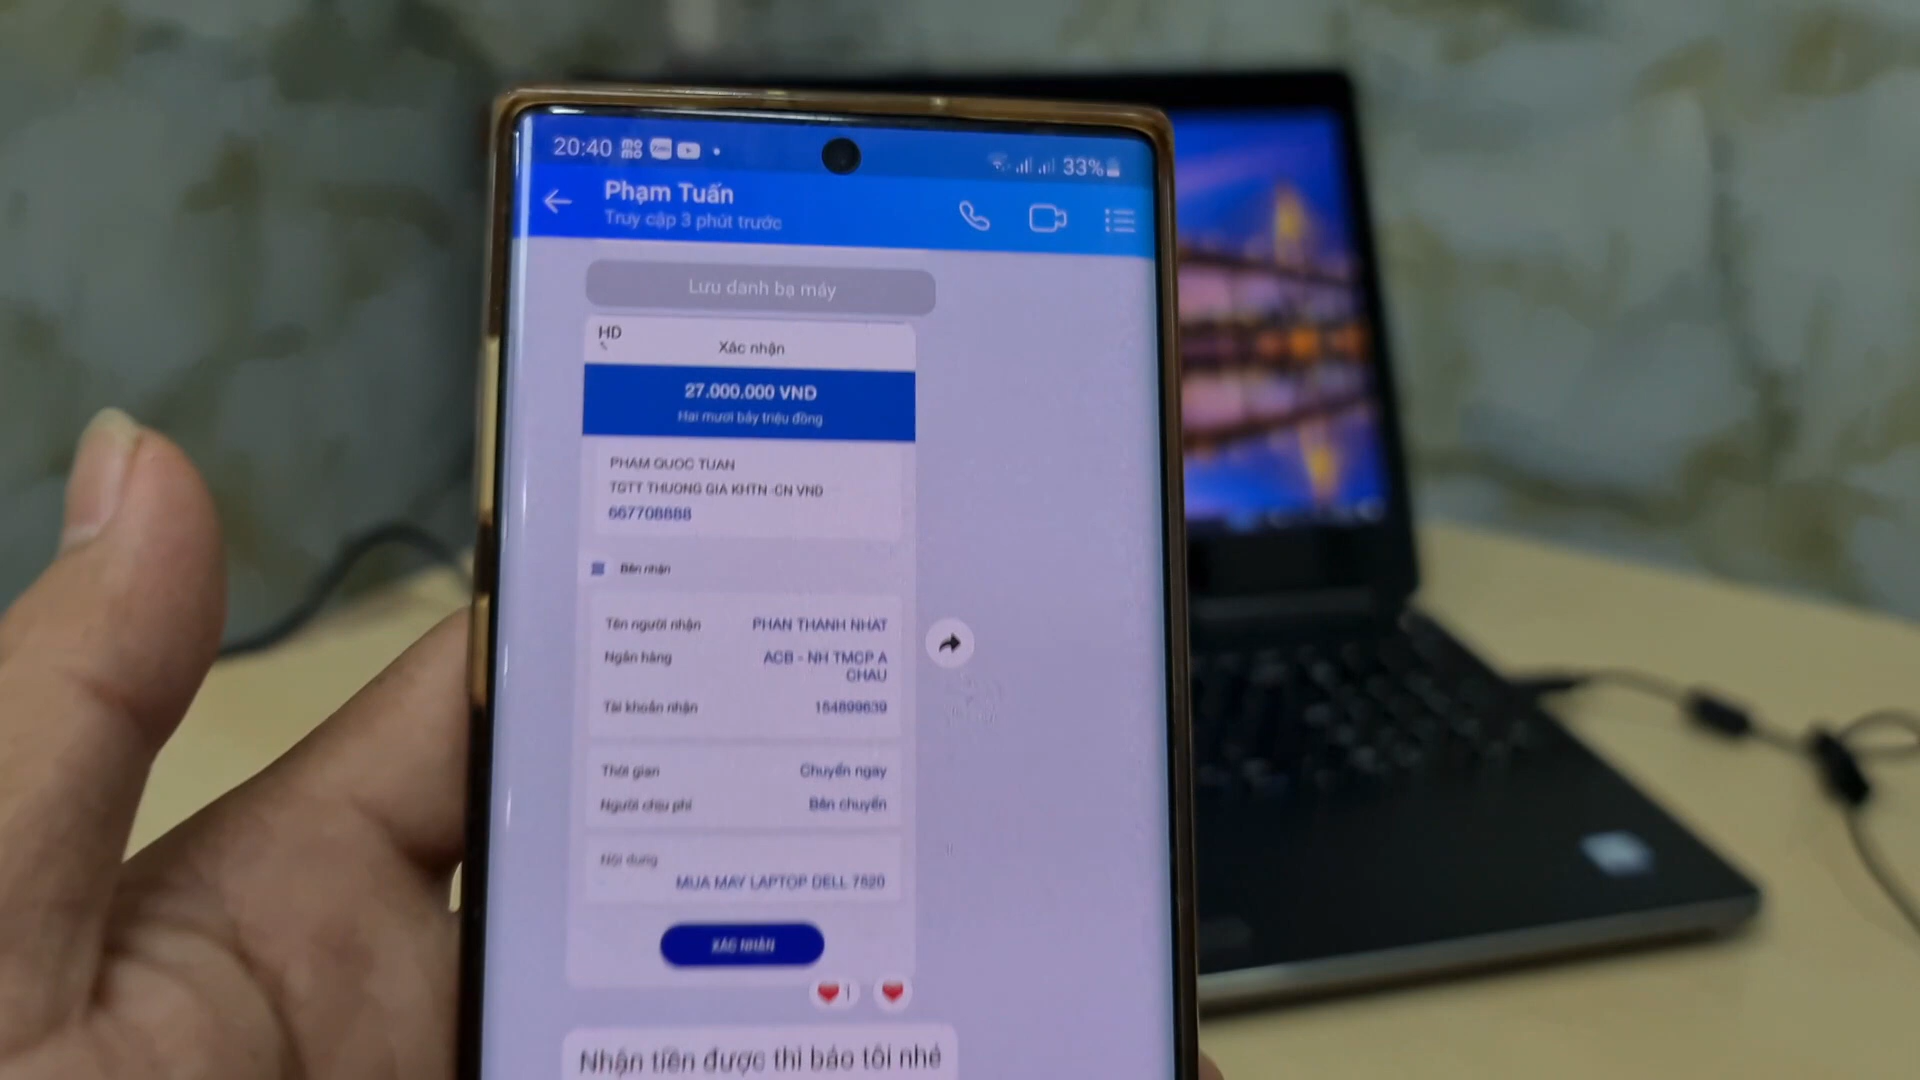 20:40
33%
Phạm Tuấn
Truy cập 3 phút trước
Lưu danh bạ máy
HD
Xác nhận
27.000.000 VND
Hai mươi bảy triệu đồng
PHAM QUOC TUAN
TGTT THUONG GIA KHTN -CN VND
667708888
Bên nhận
Tên người nhận PHAN THANH NHAT
Ngân hàng ACB - NH TMCP A
CHAU
Tài khoản nhận 154899639
Thời gian Chuyển ngay
Người chịu phí Bên chuyển
Nội dung
MUA MAY LAPTOP DELL 7520
XÁC NHẬN
1
Nhận tiền được thì báo tôi nhé